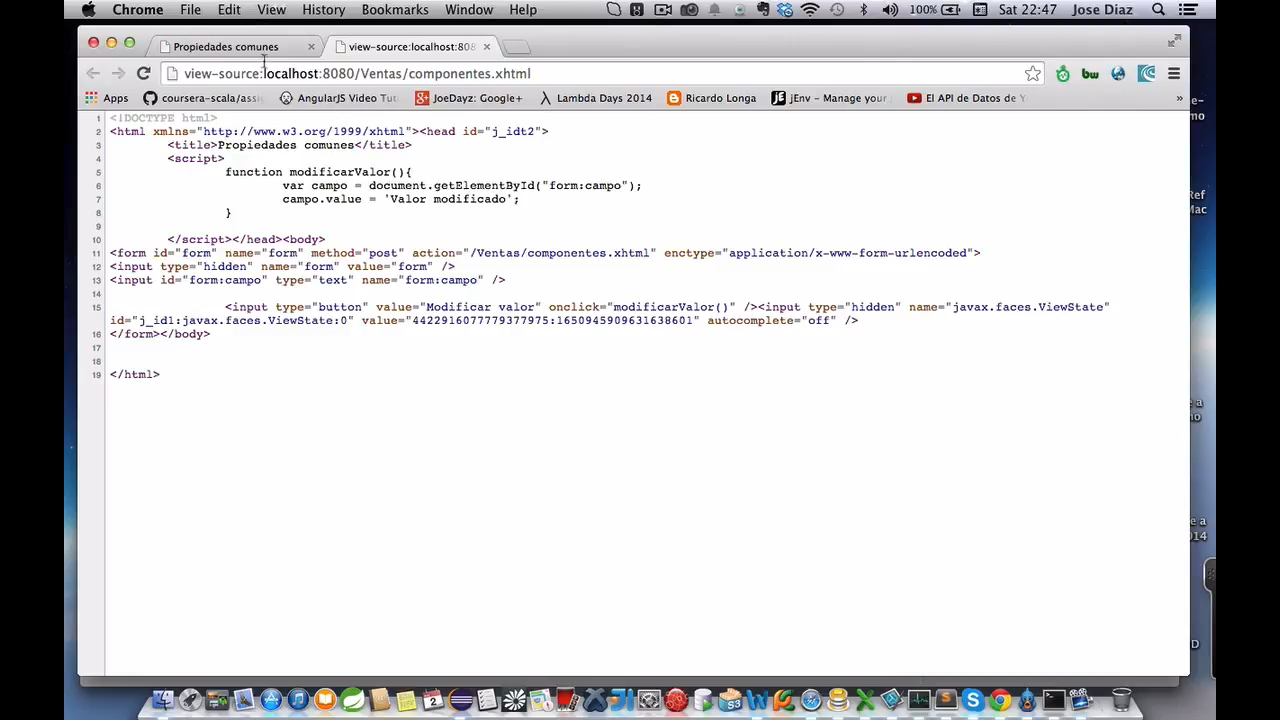 Chrome File Edit View History Bookmarks Window Help 100% Sat 22:47 Jose Diaz
Propiedades comunes view-source:localhost:808
view-source:localhost:8080/Ventas/componentes.xhtml
Apps coursera-scala/assi AngularJS Video Tut JoeDayz: Google+ Lambda Days 2014 Ricardo Longa jEnv - Manage your El API de Datos de Y »
1 <!DOCTYPE html>
2 <html xmlns="http://www.w3.org/1999/xhtml"><head id="j_idt2">
3 <title>Propiedades comunes</title>
4 <script>
5 function modificarValor(){
6 var campo = document.getElementById("form:campo");
7 campo.value = 'Valor modificado';
8 }
9
10 </script></head><body>
11 <form id="form" name="form" method="post" action="/Ventas/componentes.xhtml" enctype="application/x-www-form-urlencoded">
12 <input type="hidden" name="form" value="form" />
13 <input id="form:campo" type="text" name="form:campo" />
14
15 <input type="button" value="Modificar valor" onclick="modificarValor()" /><input type="hidden" name="javax.faces.ViewState"
id="j_id1:javax.faces.ViewState:0" value="4422916077779377975:1650945909631638601" autocomplete="off" />
16 </form></body>
17
18
19 </html>